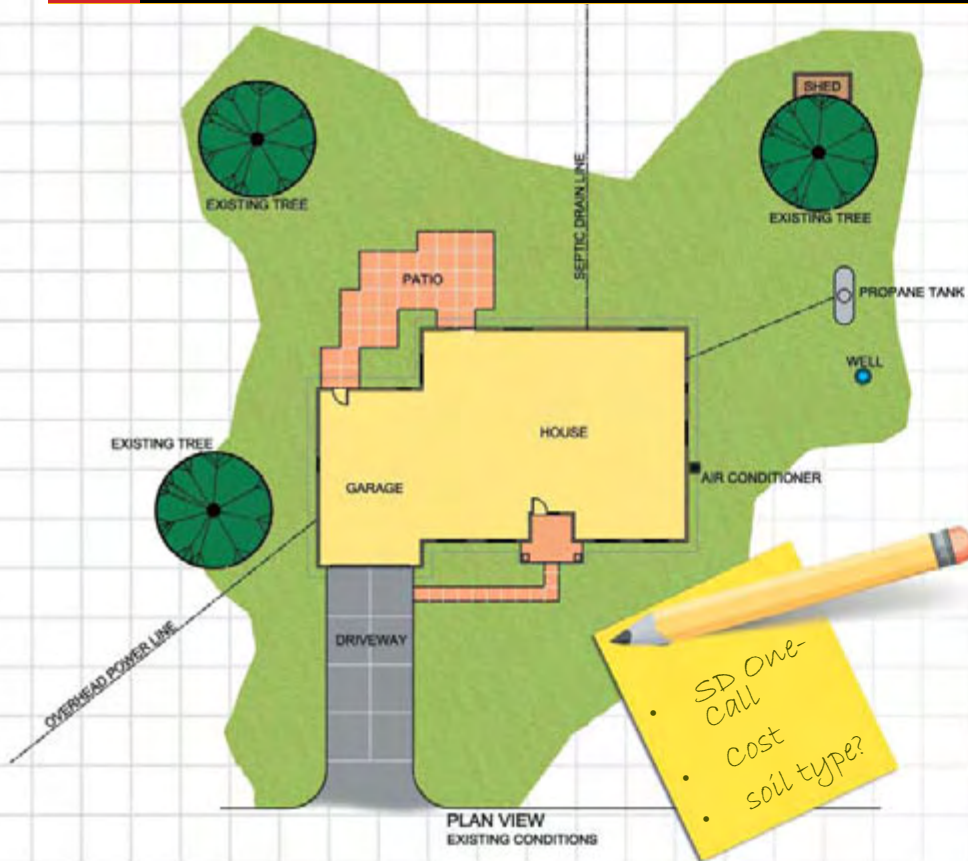 SHED
EXISTING TREE
EXISTING TREE
SEPTIC DRAIN LINE
PATIO
PROPANE TANK
WELL
HOUSE
EXISTING TREE
AIR CONDITIONER
GARAGE
OVERHEAD POWER LINE
DRIVEWAY
• SD One-
Call
• Cost
• soil type?
PLAN VIEW
EXISTING CONDITIONS